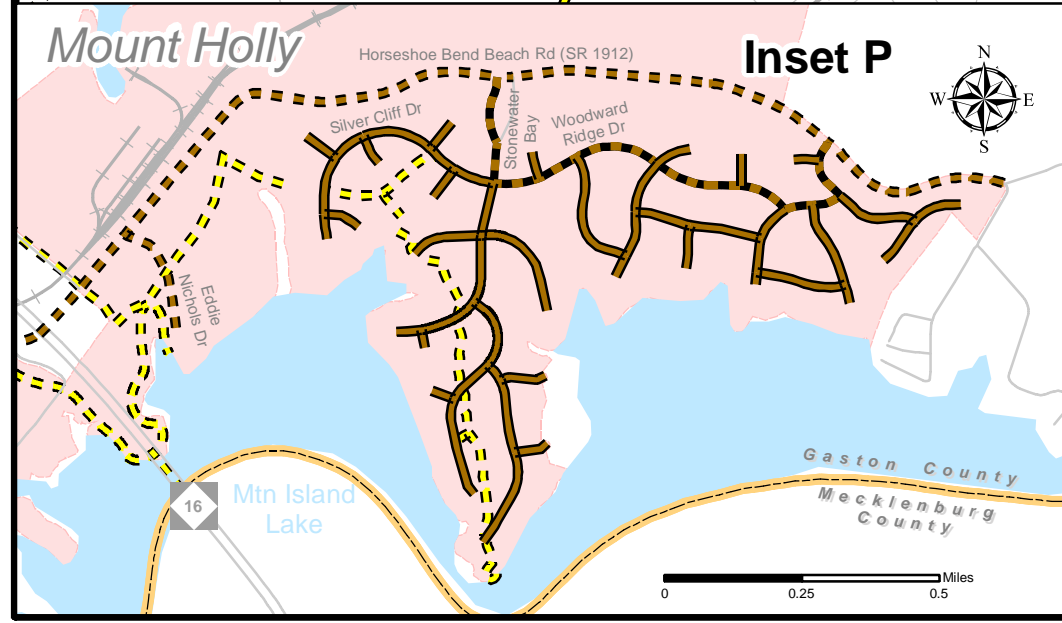 Mount Holly
Horseshoe Bend Beach Rd (SR 1912)
Inset P
N
W
E
S
Silver Cliff Dr
Stonewater
Bay
Woodward
Ridge Dr
Eddie
Nichols Dr
Gaston County
Mecklenburg
County
16
Mtn Island
Lake
Miles
0
0.25
0.5